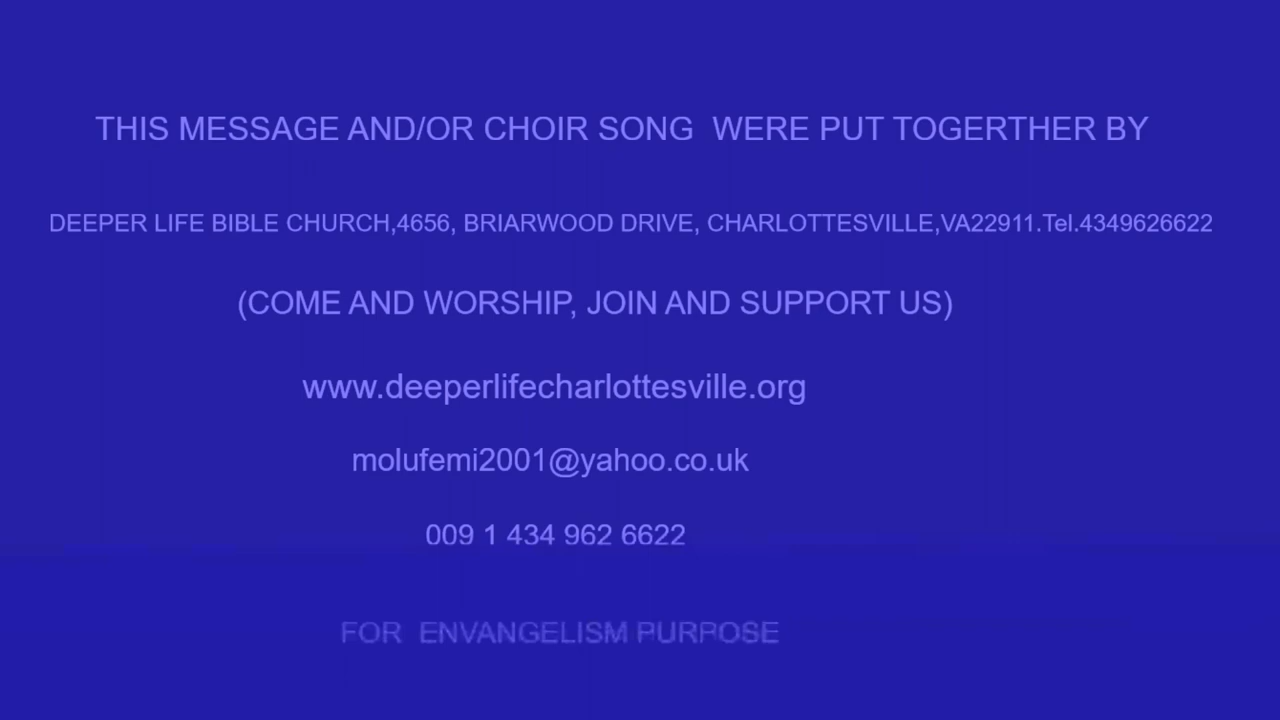 THIS MESSAGE AND/OR CHOIR SONG  WERE PUT TOGERTHER BY
DEEPER LIFE BIBLE CHURCH,4656, BRIARWOOD DRIVE, CHARLOTTESVILLE,VA22911.Tel.4349626622
(COME AND WORSHIP, JOIN AND SUPPORT US)
www.deeperlifecharlottesville.org
molufemi2001@yahoo.co.uk
009 1 434 962 6622
FOR  ENVANGELISM PURPOSE